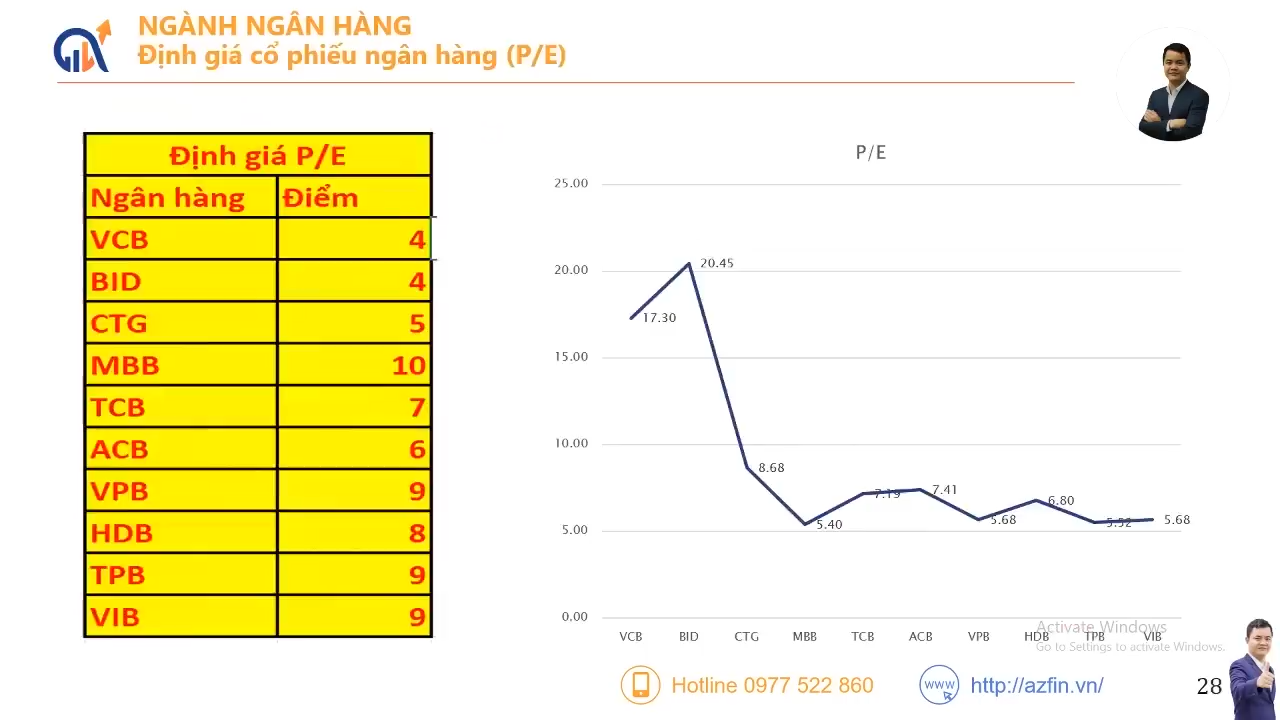 NGÀNH NGÂN HÀNG
Định giá cổ phiếu ngân hàng (P/E)
Định giá P/E
Ngân hàng Điểm
VCB 4
BID 4
CTG 5
MBB 10
TCB 7
ACB 6
VPB 9
HDB 8
TPB 9
VIB 9
P/E
25.00
20.00
15.00
10.00
5.00
0.00
17.30
20.45
8.68
5.40
7.19
7.41
5.68
6.80
5.52
5.68
VCB BID CTG MBB TCB ACB VPB HDB TPB VIB
Activate Windows
Go to Settings to activate Windows.
Hotline 0977 522 860
www
http://azfin.vn/
28